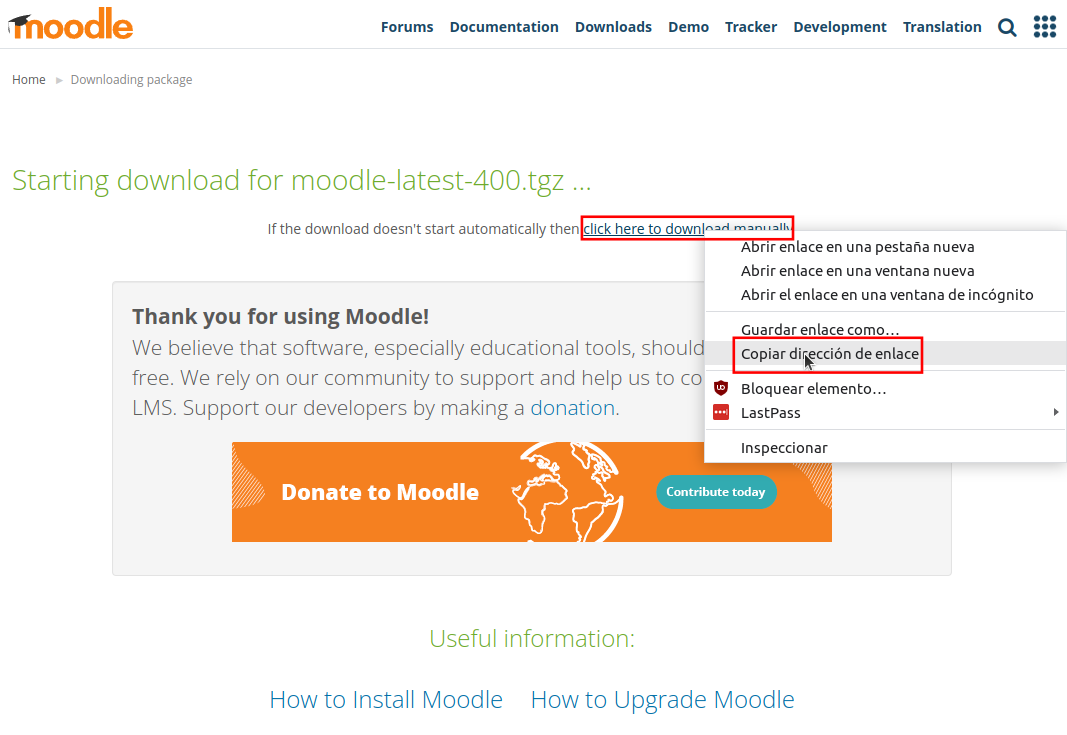 moodle
Forums Documentation Downloads Demo Tracker Development Translation
Home Downloading package
Starting download for moodle-latest-400.tgz ...
If the download doesn't start automatically then click here to download manually
Abrir enlace en una pestaña nueva
Abrir enlace en una ventana nueva
Abrir el enlace en una ventana de incógnito
Guardar enlace como…
Copiar dirección de enlace
Bloquear elemento…
LastPass
Inspeccionar
Thank you for using Moodle!
We believe that software, especially educational tools, should
free. We rely on our community to support and help us to co
LMS. Support our developers by making a donation.
Donate to Moodle
Contribute today
Useful information:
How to Install Moodle How to Upgrade Moodle